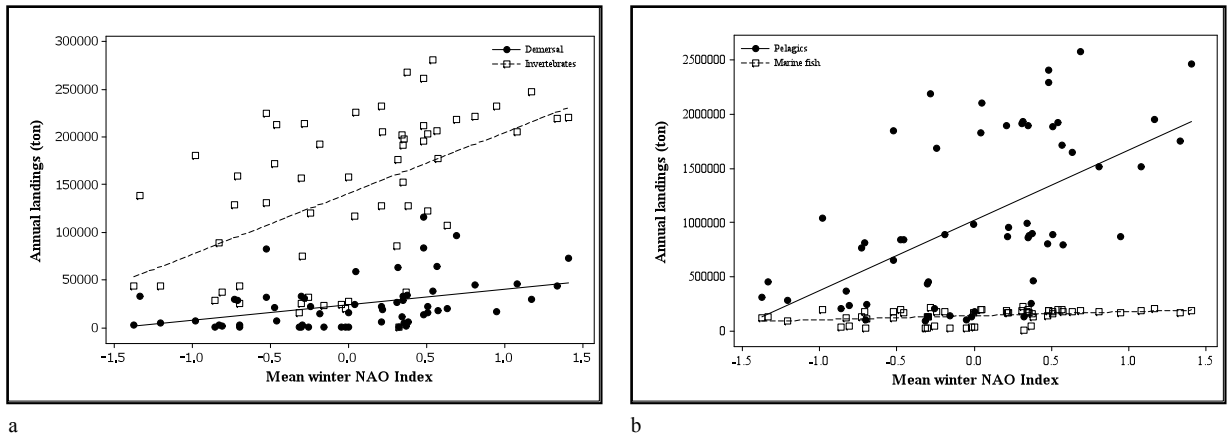 300000
250000
200000
150000
100000
50000
0
Annual landings (ton)
Demersal
Invertebrates
-1.5
-1.0
-0.5
0.0
0.5
1.0
1.5
Mean winter NAO Index
a
2500000
2000000
1500000
1000000
500000
0
Annual landings (ton)
Pelagics
Marine fish
-1.5
-1.0
-0.5
0.0
0.5
1.0
1.5
Mean winter NAO Index
b